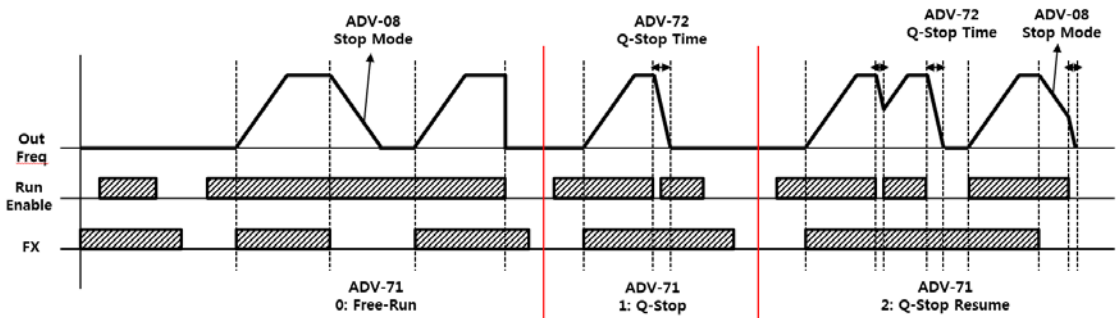 ADV-08
Stop Mode
ADV-72
Q-Stop Time
ADV-72
Q-Stop Time
ADV-08
Stop Mode
Out
Freq
Run
Enable
FX
ADV-71
0: Free-Run
ADV-71
1: Q-Stop
ADV-71
2: Q-Stop Resume